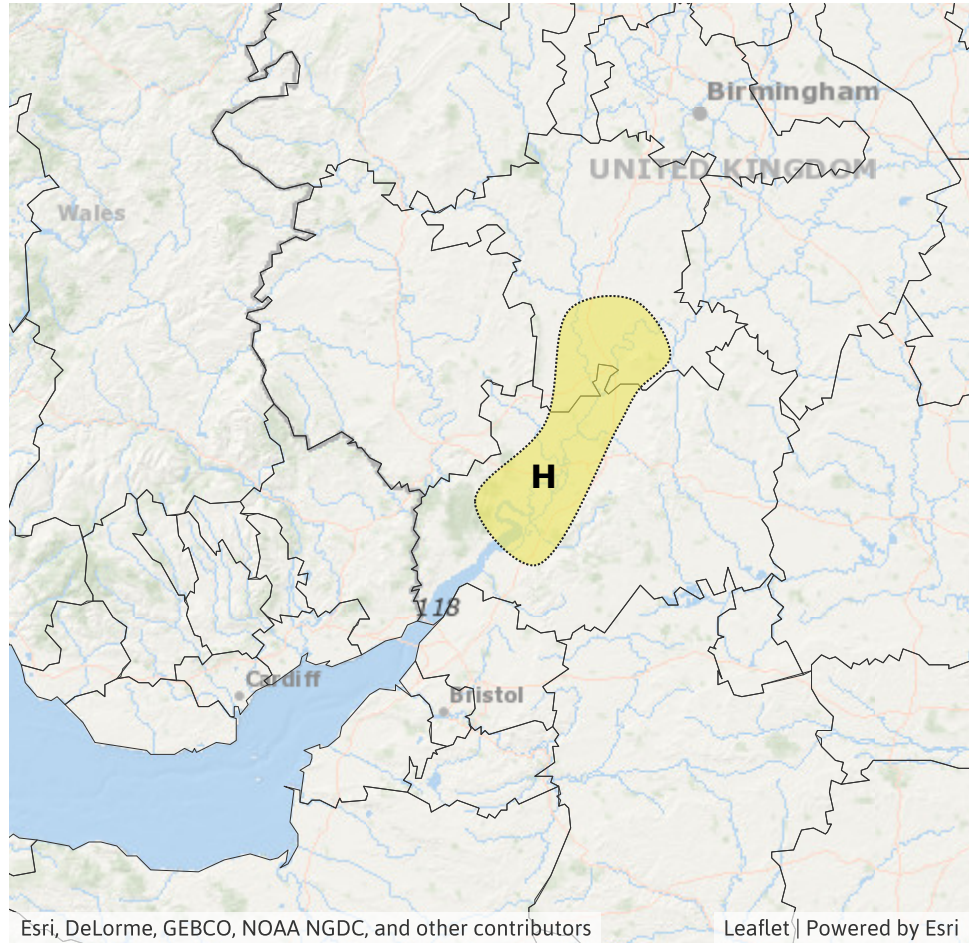 Birmingham
UNITED KINGDOM
Wales
H
118
Cardiff
Bristol
Esri, DeLorme, GEBCO, NOAA NGDC, and other contributors
Leaflet | Powered by Esri